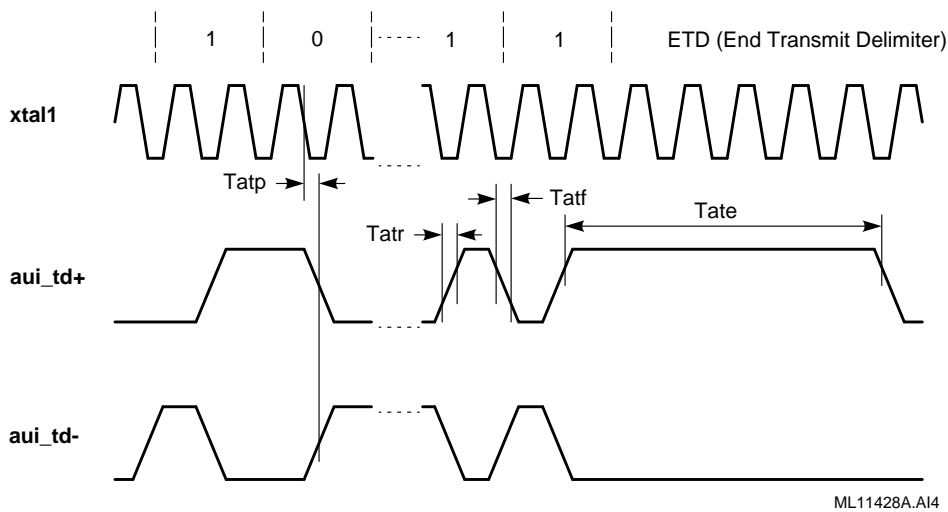 1 0 1 1 ETD (End Transmit Delimiter)
xtal1
Tatp
Tatf
Tate
Tatr
aui_td+
aui_td-
ML11428A.AI4